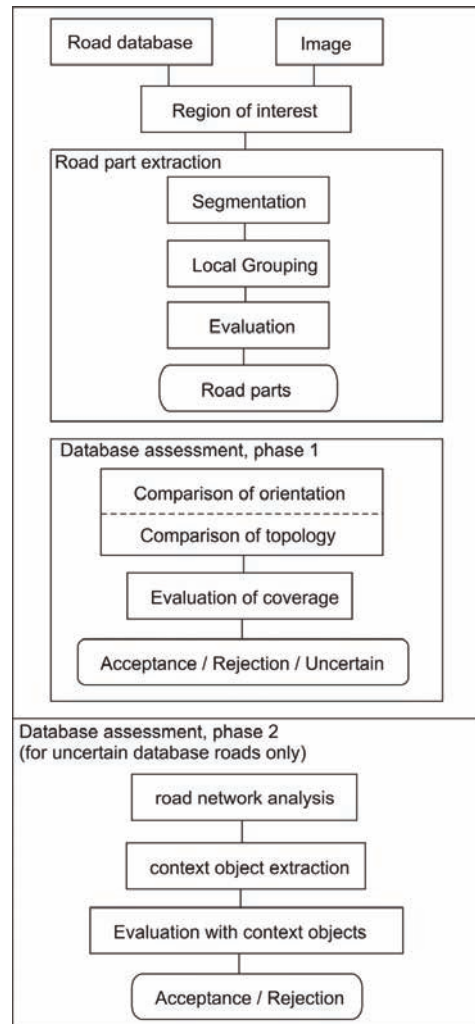 Road database
Image
Region of interest
Road part extraction
Segmentation
Local Grouping
Evaluation
Road parts
Database assessment, phase 1
Comparison of orientation
Comparison of topology
Evaluation of coverage
Acceptance / Rejection / Uncertain
Database assessment, phase 2
(for uncertain database roads only)
road network analysis
context object extraction
Evaluation with context objects
Acceptance / Rejection